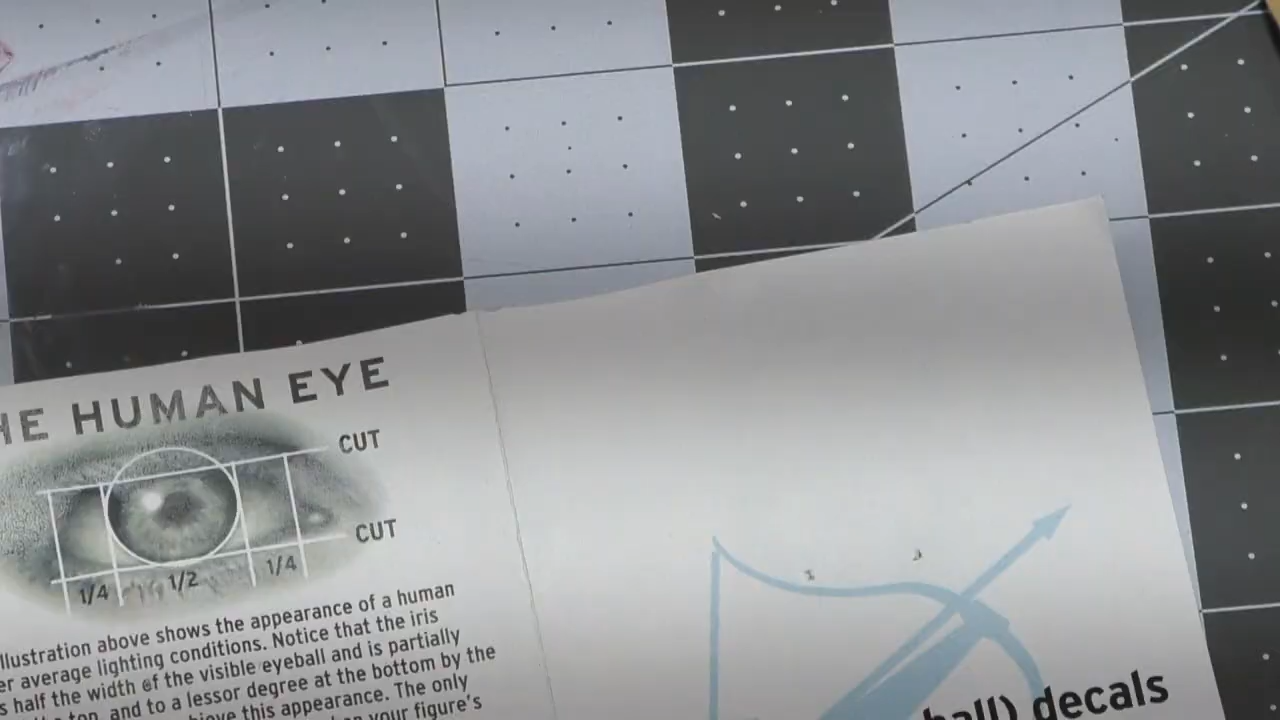 HE HUMAN EYE
CUT
CUT
1/4 1/2 1/4
llustration above shows the appearance of a human
er average lighting conditions. Notice that the iris
s half the width of the visible eyeball and is partially
top, and to a lessor degree at the bottom by the
this appearance. The only
your figure's
ball) decals